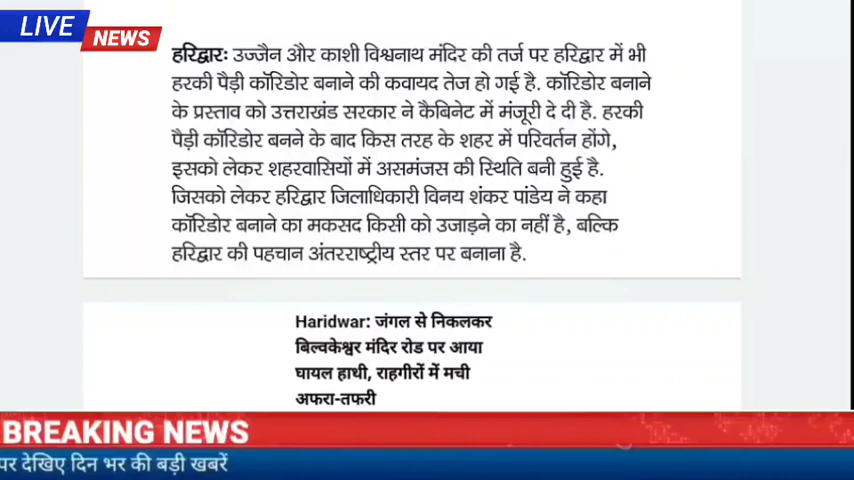 LIVE
NEWS
हरिद्वारः उज्जैन और काशी विश्वनाथ मंदिर की तर्ज पर हरिद्वार में भी
हरकी पैड़ी कॉरिडोर बनाने की कवायद तेज हो गई है. कॉरिडोर बनाने
के प्रस्ताव को उत्तराखंड सरकार ने कैबिनेट में मंजूरी दे दी है. हरकी
पैड़ी कॉरिडोर बनने के बाद किस तरह के शहर में परिवर्तन होंगे,
इसको लेकर शहरवासियों में असमंजस की स्थिति बनी हुई है.
जिसको लेकर हरिद्वार जिलाधिकारी विनय शंकर पांडेय ने कहा
कॉरिडोर बनाने का मकसद किसी को उजाड़ने का नहीं है, बल्कि
हरिद्वार की पहचान अंतरराष्ट्रीय स्तर पर बनाना है.
Haridwar: जंगल से निकलकर
बिल्वकेश्वर मंदिर रोड पर आया
घायल हाथी, राहगीरों में मची
अफरा-तफरी
BREAKING NEWS
पर देखिए दिन भर की बड़ी खबरें